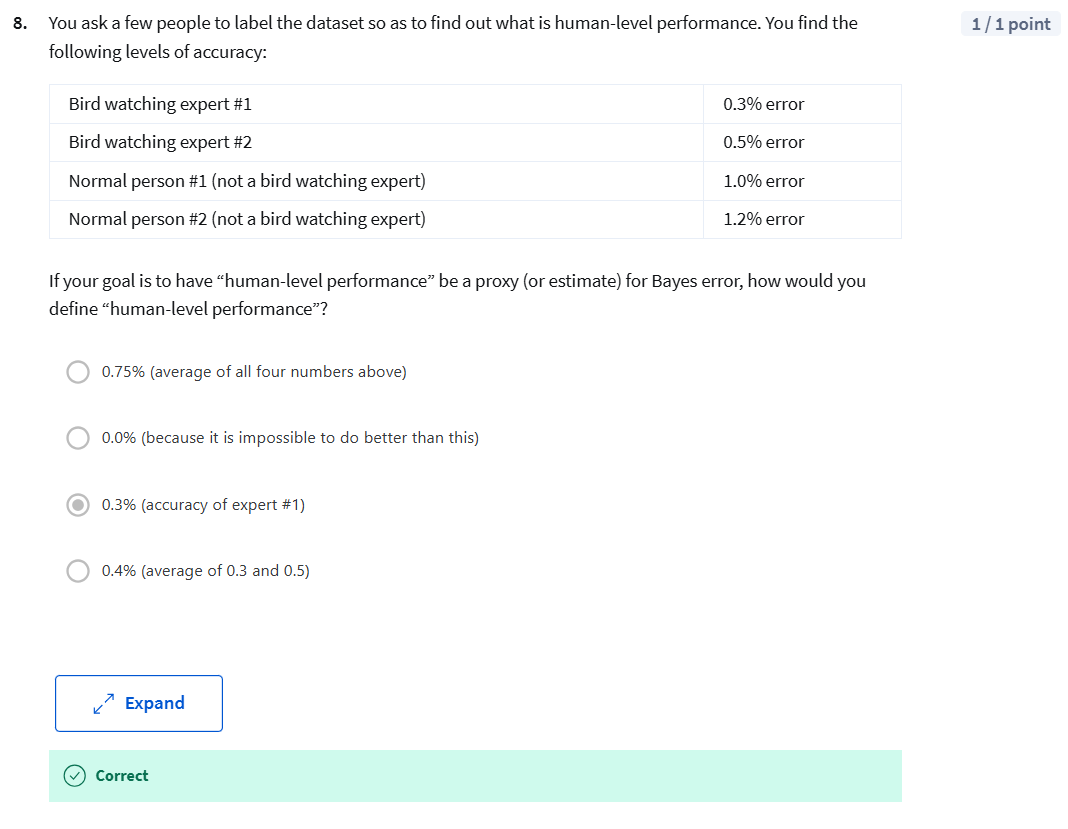 8. You ask a few people to label the dataset so as to find out what is human-level performance. You find the
1 / 1 point
following levels of accuracy:
Bird watching expert #1 0.3% error
Bird watching expert #2 0.5% error
Normal person #1 (not a bird watching expert) 1.0% error
Normal person #2 (not a bird watching expert) 1.2% error
If your goal is to have “human-level performance” be a proxy (or estimate) for Bayes error, how would you
define “human-level performance”?
0.75% (average of all four numbers above)
0.0% (because it is impossible to do better than this)
0.3% (accuracy of expert #1)
0.4% (average of 0.3 and 0.5)
Expand
Correct